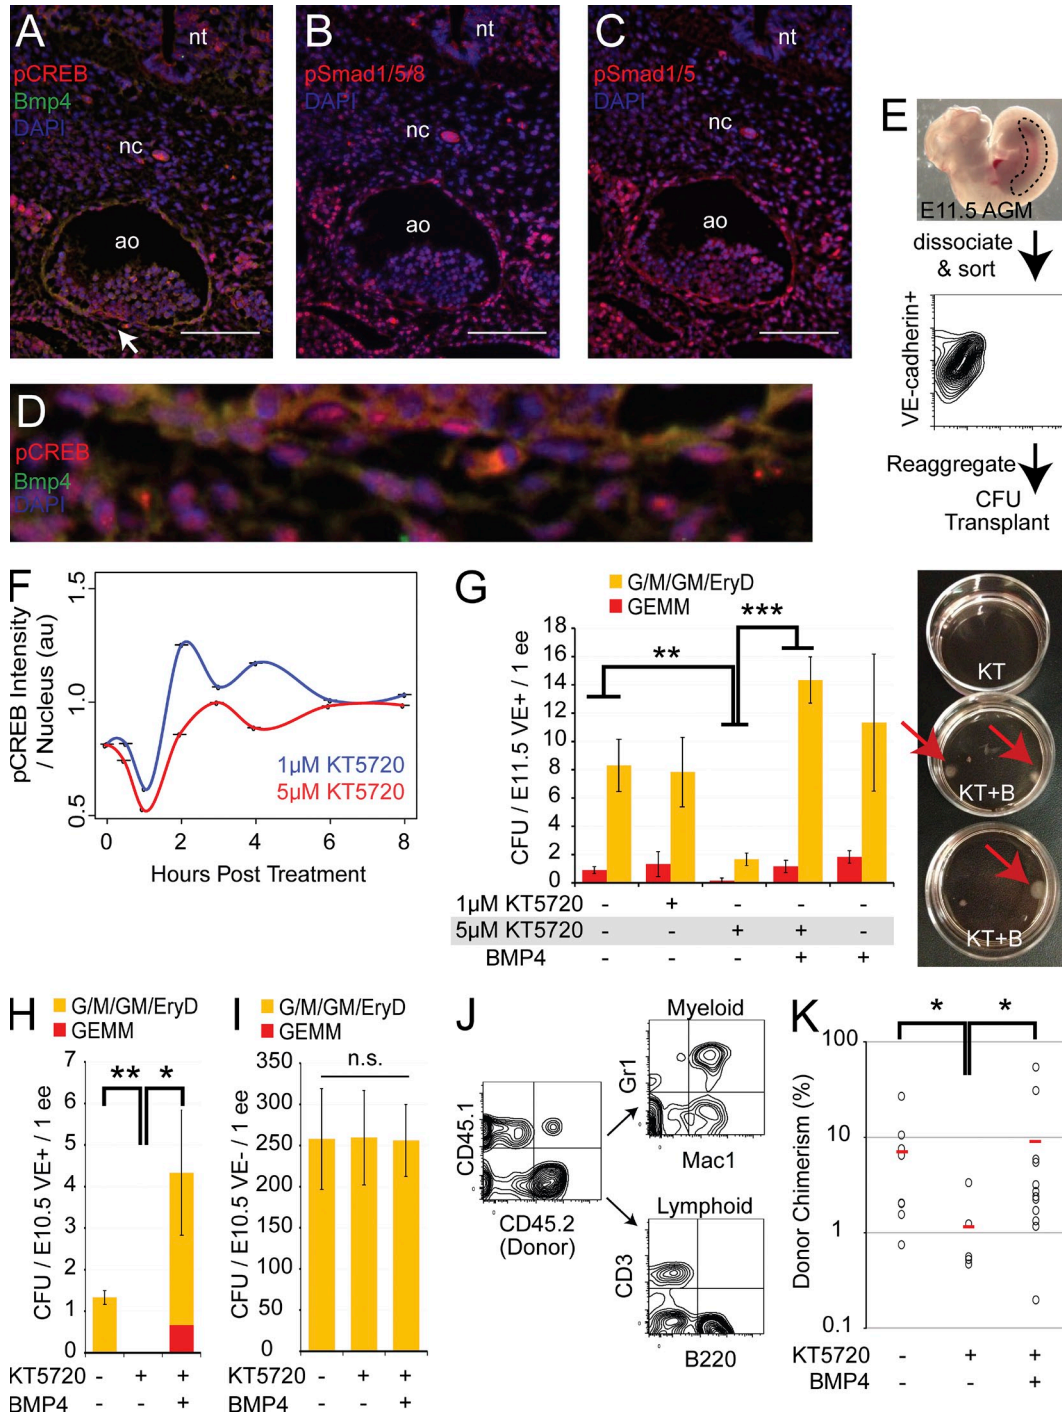 A
nt
pCREB
Bmp4
DAPI
nc
ao
B
pSmad1/5/8
DAPI
nc
ao
C
nt
pSmad1/5
DAPI
nc
ao
D
pCREB
Bmp4
DAPI
E
E11.5 AGM
dissociate
& sort
VE-cadherin+
Reaggregate
CFU
Transplant
F
pCREB Intensity
/ Nucleus (au)
1.5
1.0
0.5
1µM KT5720
5µM KT5720
0 2 4 6 8
Hours Post Treatment
G
G/M/GM/EryD
GEMM
CFU / E11.5 VE+ / 1 ee
18
16
14
12
10
8
6
4
2
0
**
***
1µM KT5720 - + - - -
5µM KT5720 - - + + -
BMP4 - - - + +
KT
KT+B
KT+B
H
G/M/GM/EryD
GEMM
CFU / E10.5 VE+ / 1 ee
7
6
5
4
3
2
1
0
** *
KT5720 - + +
BMP4 - - +
I
G/M/GM/EryD
GEMM
CFU / E10.5 VE- / 1 ee
350
300
250
200
150
100
50
0
n.s.
KT5720 - + +
BMP4 - - +
J
CD45.1
CD45.2
(Donor)
Myeloid
Gr1
Mac1
Lymphoid
CD3
B220
K
Donor Chimerism (%)
100
10
1
0.1
* *
KT5720 - + +
BMP4 - - +